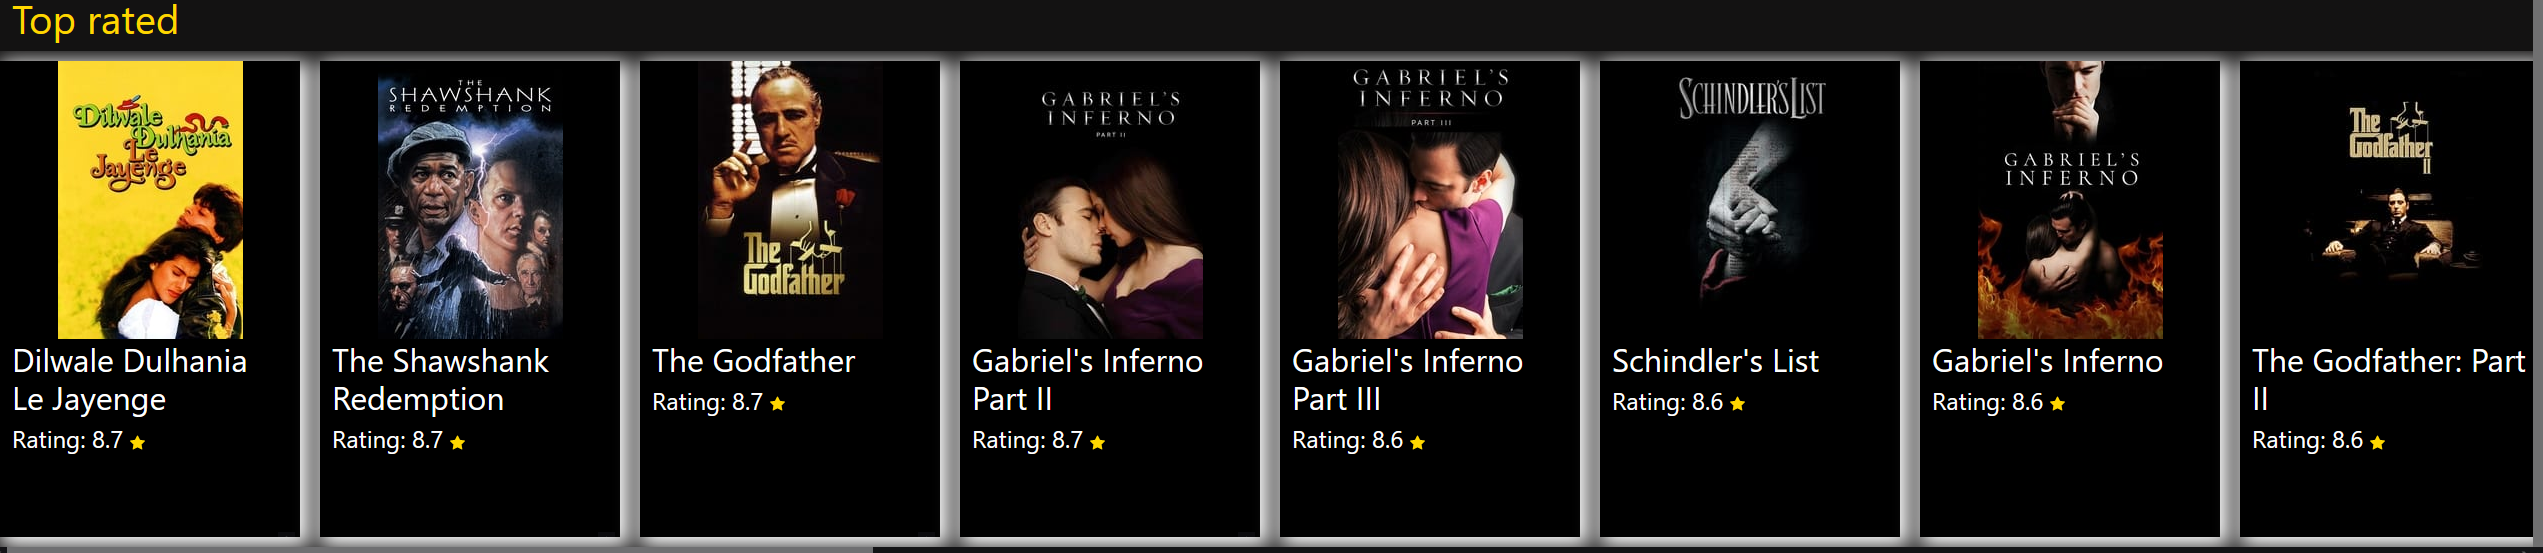 Top rated
Dilwale
Dulhania
Le
Jayenge
THE
SHAWSHANK
REDEMPTION
The
Godfather
GABRIEL'S
INFERNO
PART II
GABRIEL'S
INFERNO
PART III
SCHINDLER'S LIST
GABRIEL'S
INFERNO
The
Godfather
II
Dilwale Dulhania
Le Jayenge
Rating: 8.7
The Shawshank
Redemption
Rating: 8.7
The Godfather
Rating: 8.7
Gabriel's Inferno
Part II
Rating: 8.7
Gabriel's Inferno
Part III
Rating: 8.6
Schindler's List
Rating: 8.6
Gabriel's Inferno
Rating: 8.6
The Godfather: Part
II
Rating: 8.6